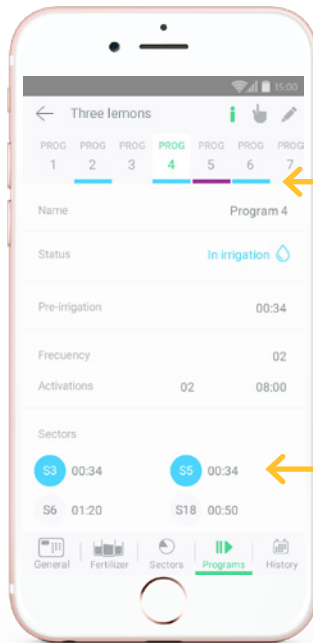 15:00
Three lemons
PROG PROG PROG PROG PROG PROG PROG
1 2 3 4 5 6 7
Name Program 4
Status In irrigation
Pre-irrigation 00:34
Frecuency 02
Activations 02 08:00
Sectors
S3 00:34 S5 00:34
S6 01:20 S18 00:50
General Fertilizer Sectors Programs History